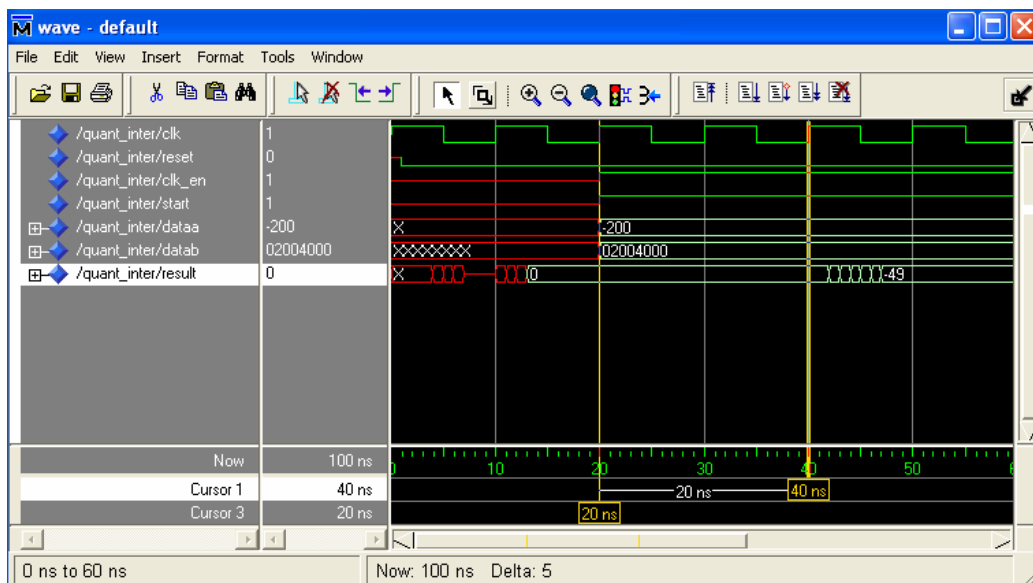 wave - default
File Edit View Insert Format Tools Window
/quant_inter/clk 1
/quant_inter/reset 0
/quant_inter/clk_en 1
/quant_inter/start 1
/quant_inter/dataa -200 X -200
/quant_inter/datab 02004000 XXXXXXXX 02004000
/quant_inter/result 0 X 0 -49
Now 100 ns 0 10 20 30 40 50 6
Cursor 1 40 ns 20 ns 40 ns
Cursor 3 20 ns 20 ns
0 ns to 60 ns Now: 100 ns Delta: 5